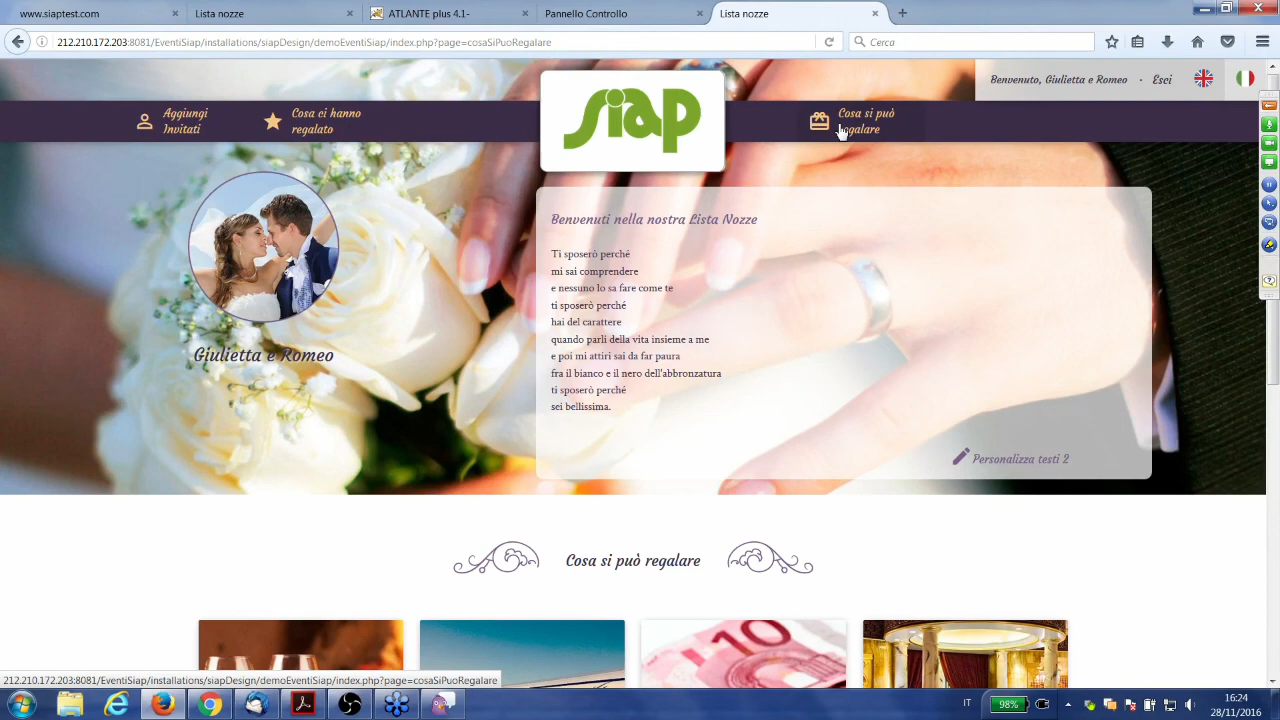 www.siaptest.com
Lista nozze
ATLANTE plus 4.1-
Pannello Controllo
Lista nozze
212.210.172.203:8081/EventiSiap/installations/siapDesign/demoEventiSiap/index.php?page=cosaSiPuoRegalare
Cerca
Benvenuto, Giulietta e Romeo
·
Esci
Aggiungi
Invitati
Cosa ci hanno
regalato
siap
Cosa si può
regalare
Benvenuti nella nostra Lista Nozze
Ti sposerò perché
mi sai comprendere
e nessuno lo sa fare come te
ti sposerò perché
hai del carattere
quando parli della vita insieme a me
e poi mi attiri sai da far paura
fra il bianco e il nero dell'abbronzatura
ti sposerò perché
sei bellissima.
Giulietta e Romeo
Personalizza testi 2
Cosa si può regalare
10
212.210.172.203:8081/EventiSiap/installations/siapDesign/demoEventiSiap/index.php?page=cosaSiPuoRegalare
IT
98%
16:24
28/11/2016